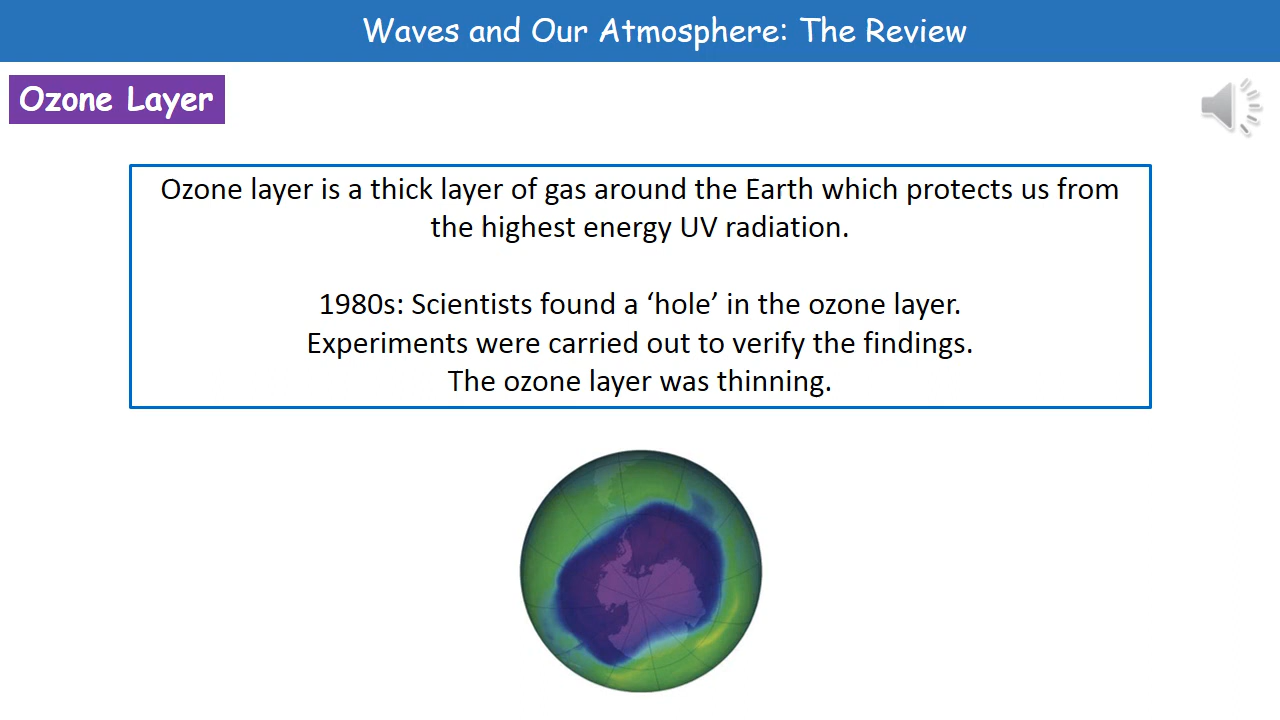 Waves and Our Atmosphere: The Review
Ozone Layer
Ozone layer is a thick layer of gas around the Earth which protects us from
the highest energy UV radiation.
1980s: Scientists found a ‘hole’ in the ozone layer.
Experiments were carried out to verify the findings.
The ozone layer was thinning.